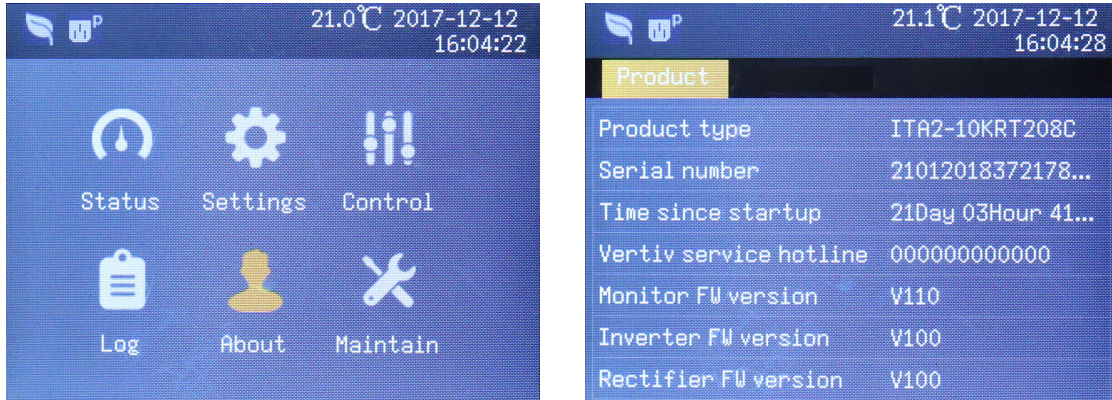 21.0℃ 2017-12-12
16:04:22
Status Settings Control
Log About Maintain
21.1℃ 2017-12-12
16:04:28
Product
Product type ITA2-10KRT208C
Serial number 21012018372178...
Time since startup 21Day 03Hour 41...
Vertiv service hotline 000000000000
Monitor FW version V110
Inverter FW version V100
Rectifier FW version V100